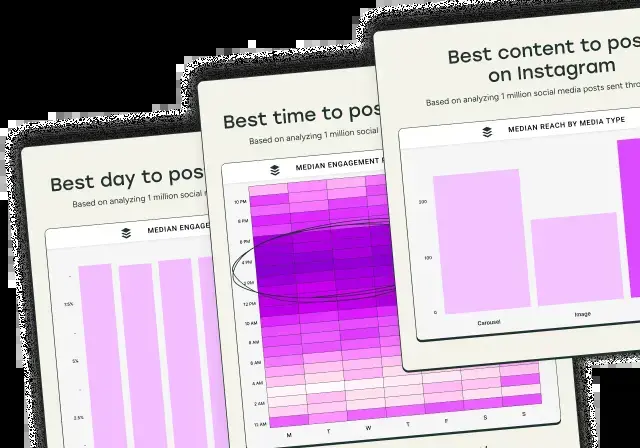 Best content to pos
on Instagram
Based on analyzing 1 million social media posts sent thro
MEDIAN REACH BY MEDIA TYPE
200
100
0
Carousel
Image
Best time to pos
Based on analyzing 1 million social
MEDIAN ENGAGEMENT
10 PM
8 PM
6 PM
4 PM
2 PM
12 PM
10 AM
8 AM
6 AM
4 AM
2 AM
12 AM
M
T
W
T
F
S
S
Best day to pos
Based on analyzing 1 million social
MEDIAN ENGAGE
7.5%
5%
2.5%